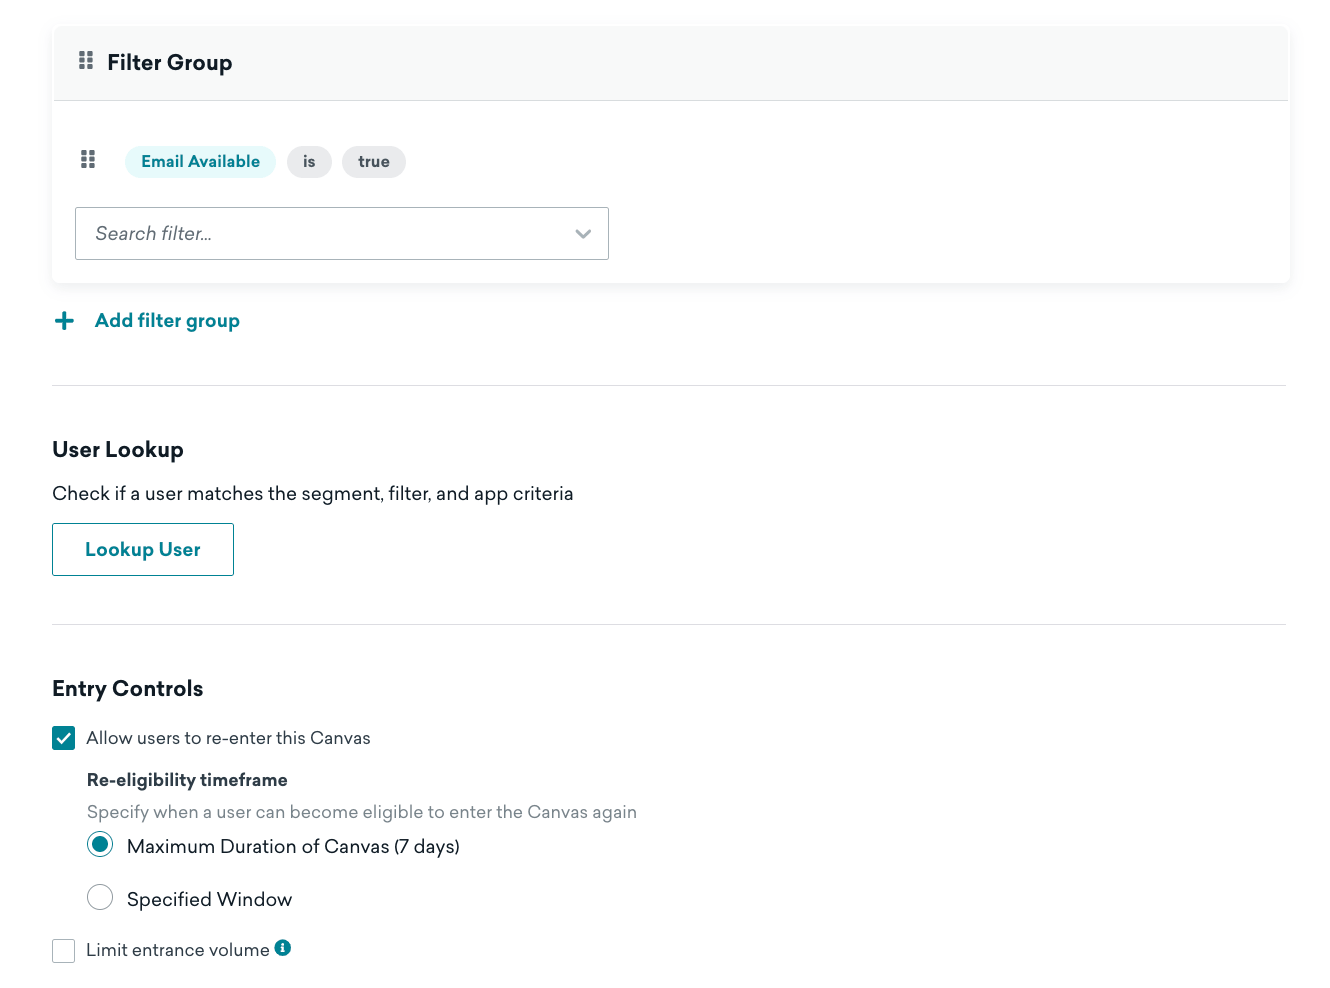 Filter Group
Email Available is true
Search filter...
Add filter group
User Lookup
Check if a user matches the segment, filter, and app criteria
Lookup User
Entry Controls
Allow users to re-enter this Canvas
Re-eligibility timeframe
Specify when a user can become eligible to enter the Canvas again
Maximum Duration of Canvas (7 days)
Specified Window
Limit entrance volume